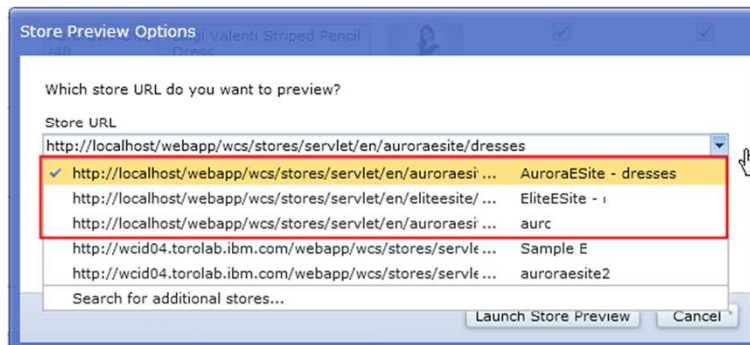 Store Preview Options
-40
Luigi Valenti Striped Pencil
Dress
Which store URL do you want to preview?
Store URL
http://localhost/webapp/wcs/stores/servlet/en/auroraesite/dresses
http://localhost/webapp/wcs/stores/servlet/en/auroraesi ... AuroraESite - dresses
http://localhost/webapp/wcs/stores/servlet/en/eliteesite/ ... EliteESite -
http://localhost/webapp/wcs/stores/servlet/en/auroraesi ... aurc
http://wcid04.torolab.ibm.com/webapp/wcs/stores/servle ... Sample E
http://wcid04.torolab.ibm.com/webapp/wcs/stores/servle ... auroraesite2
Search for additional stores...
Launch Store Preview Cancel